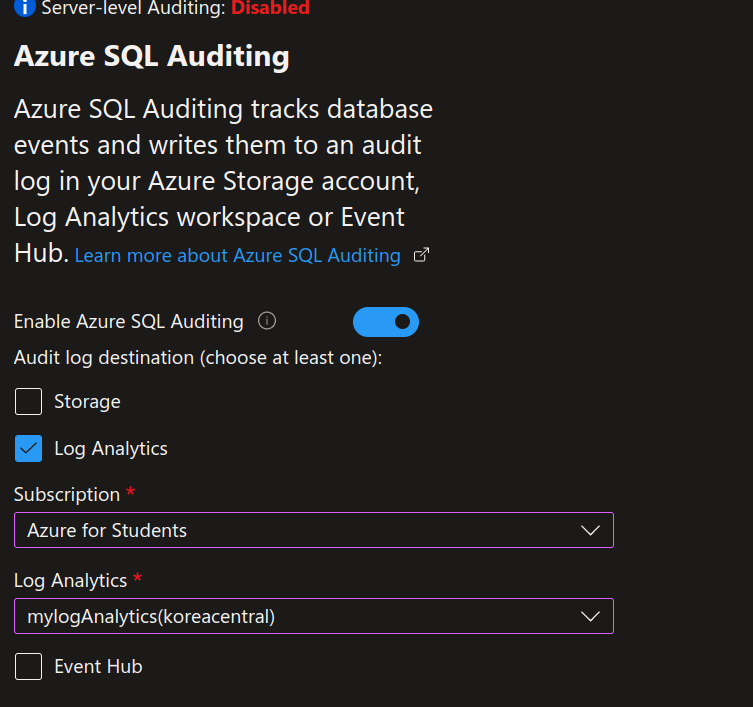 Server-level Auditing: Disabled
Azure SQL Auditing
Azure SQL Auditing tracks database
events and writes them to an audit
log in your Azure Storage account,
Log Analytics workspace or Event
Hub. Learn more about Azure SQL Auditing
Enable Azure SQL Auditing
Audit log destination (choose at least one):
Storage
Log Analytics
Subscription *
Azure for Students
Log Analytics *
mylogAnalytics(koreacentral)
Event Hub